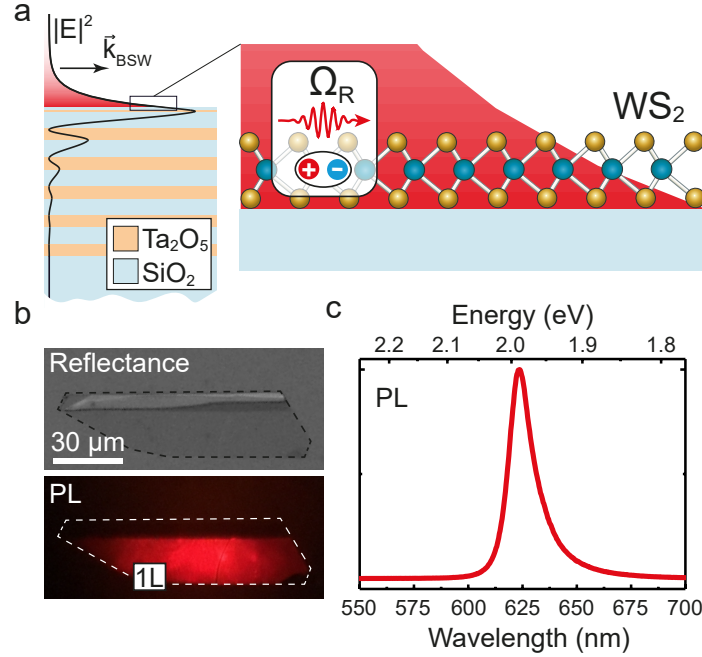 a
|E|²
k⃗BSW
ΩR
+ −
WS₂
Ta₂O₅
SiO₂
b
Reflectance
30 µm
PL
1L
c
Energy (eV)
2.2 2.1 2.0 1.9 1.8
PL
550 575 600 625 650 675 700
Wavelength (nm)